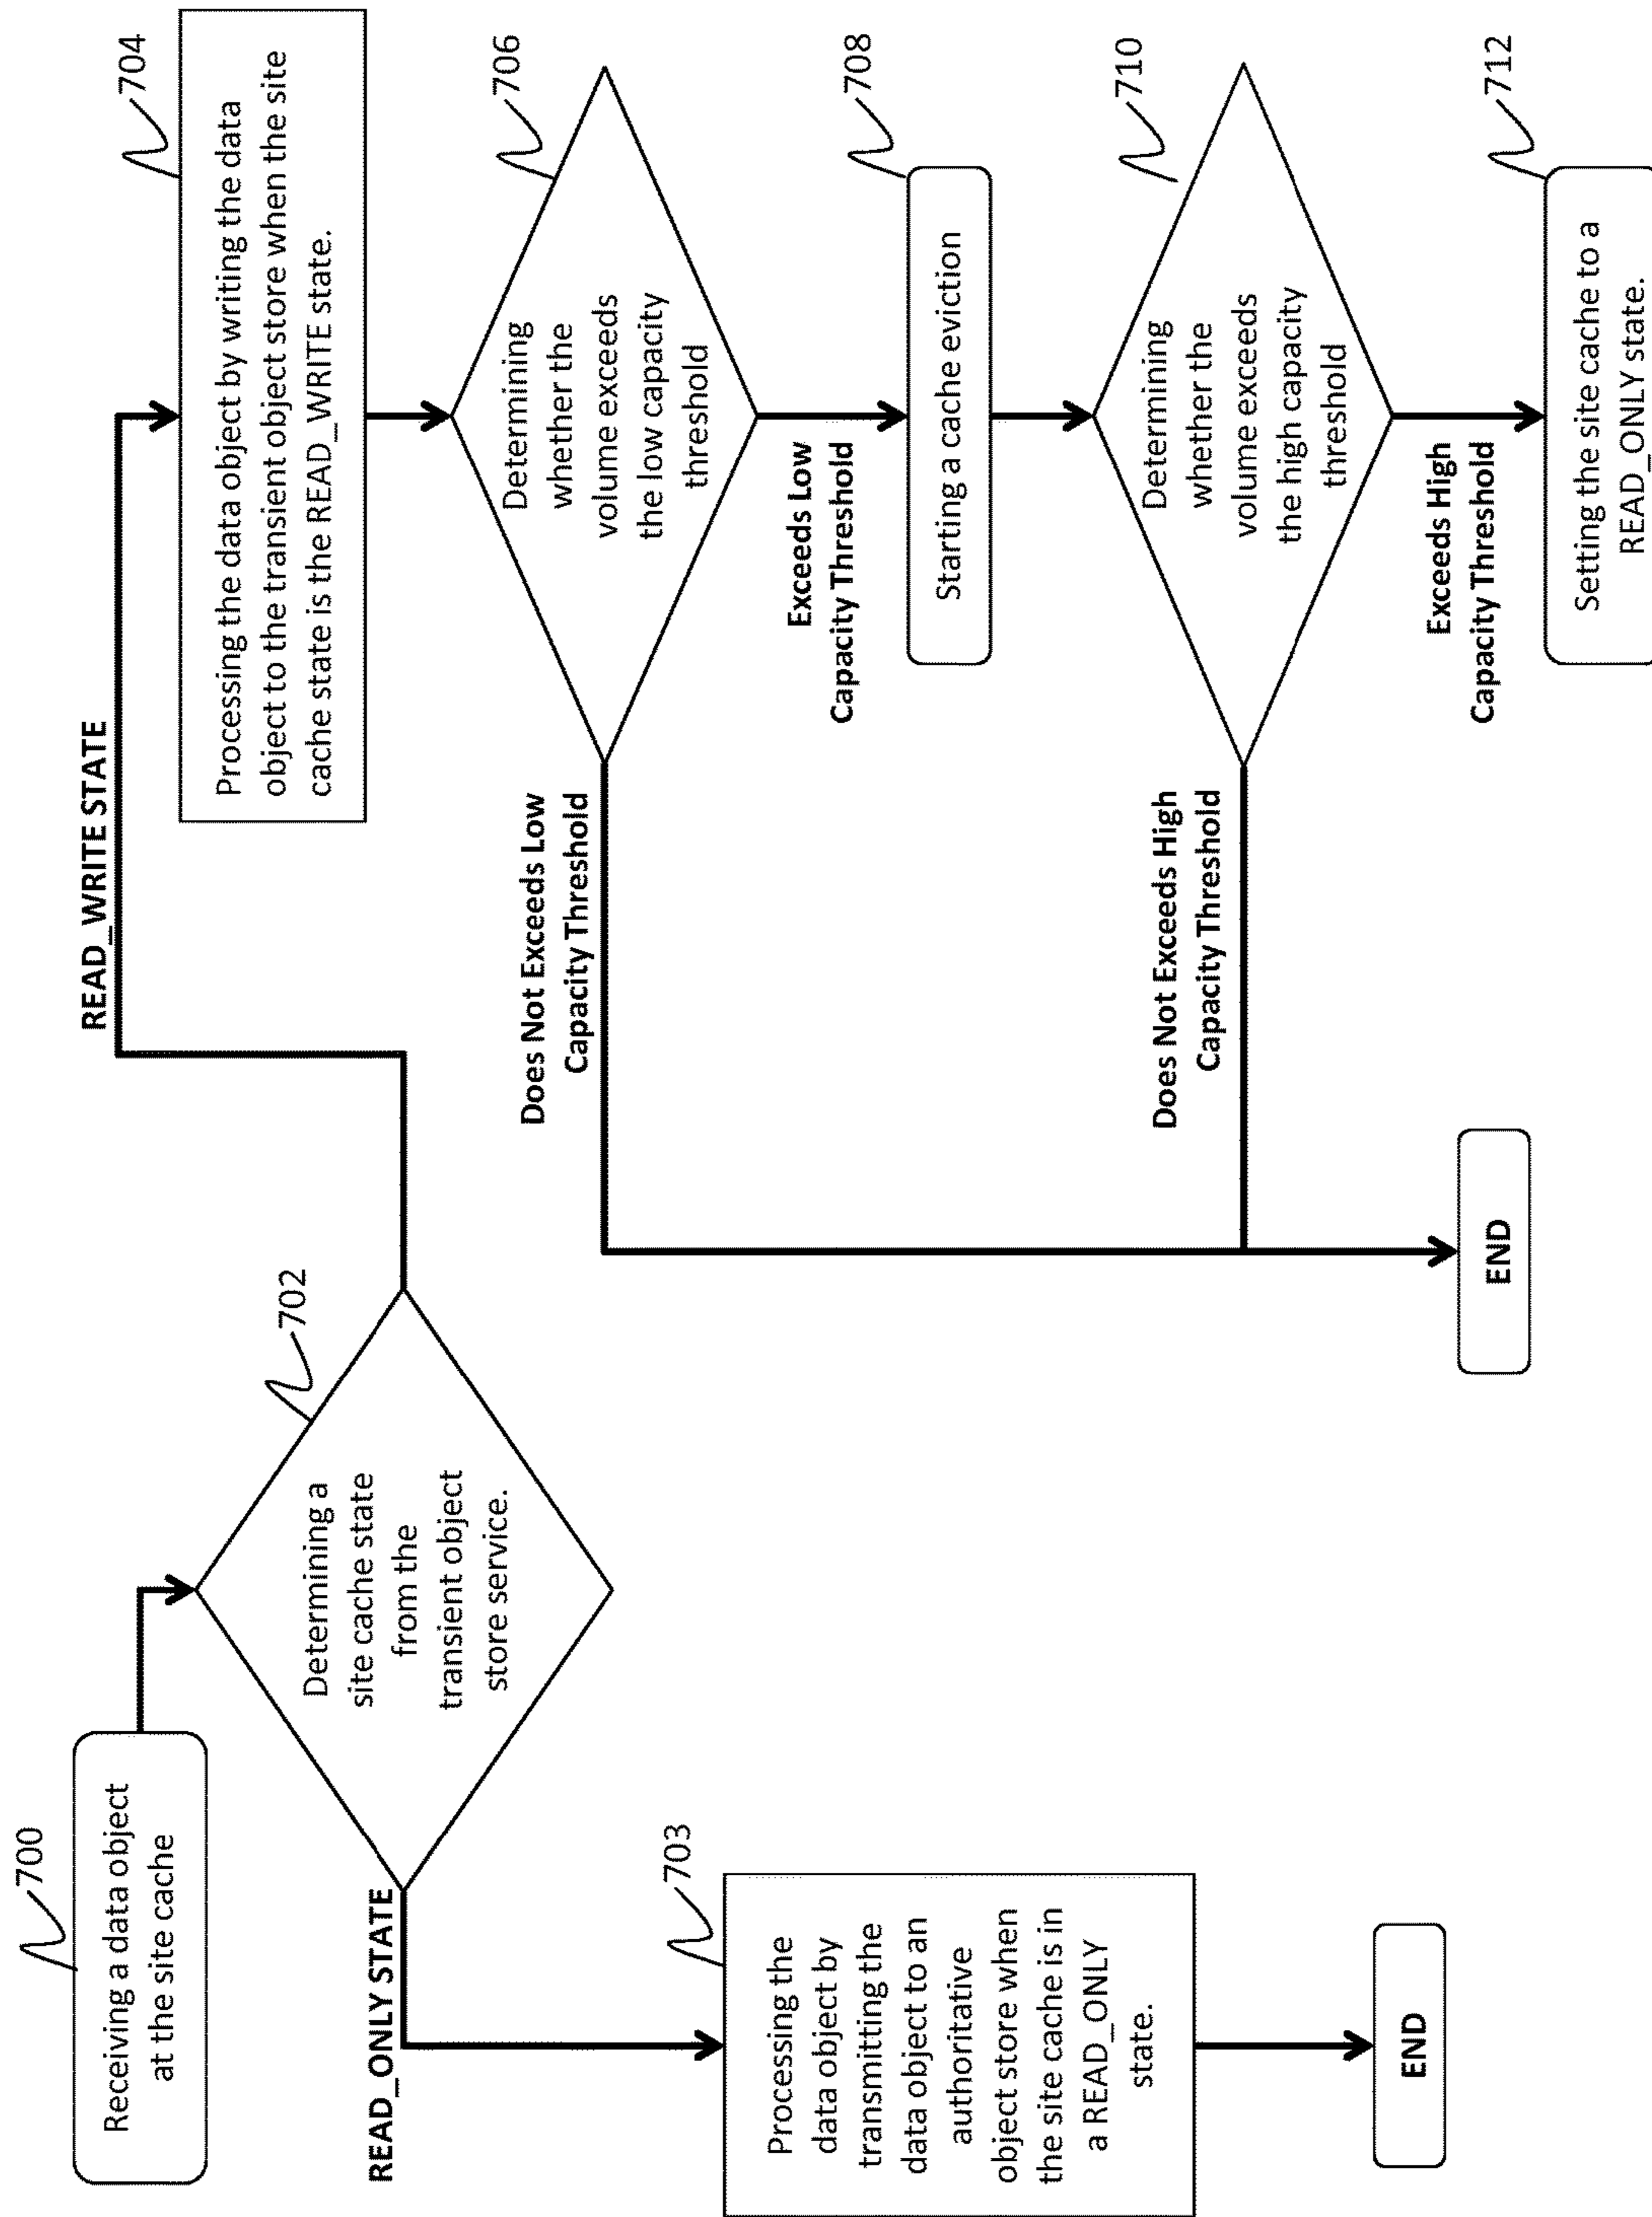 700
Receiving a data object
at the site cache
702
Determining a
site cache state
from the
transient object
store service.
READ_ONLY STATE
703
Processing the
data object by
transmitting the
data object to an
authoritative
object store when
the site cache is in
a READ_ONLY
state.
END
READ_WRITE STATE
704
Processing the data object by writing the data
object to the transient object store when the site
cache state is the READ_WRITE state.
706
Determining
whether the
volume exceeds
the low capacity
threshold
Does Not Exceeds Low
Capacity Threshold
Exceeds Low
Capacity Threshold
708
Starting a cache eviction
710
Determining
whether the
volume exceeds
the high capacity
threshold
Does Not Exceeds High
Capacity Threshold
END
Exceeds High
Capacity Threshold
712
Setting the site cache to a
READ_ONLY state.